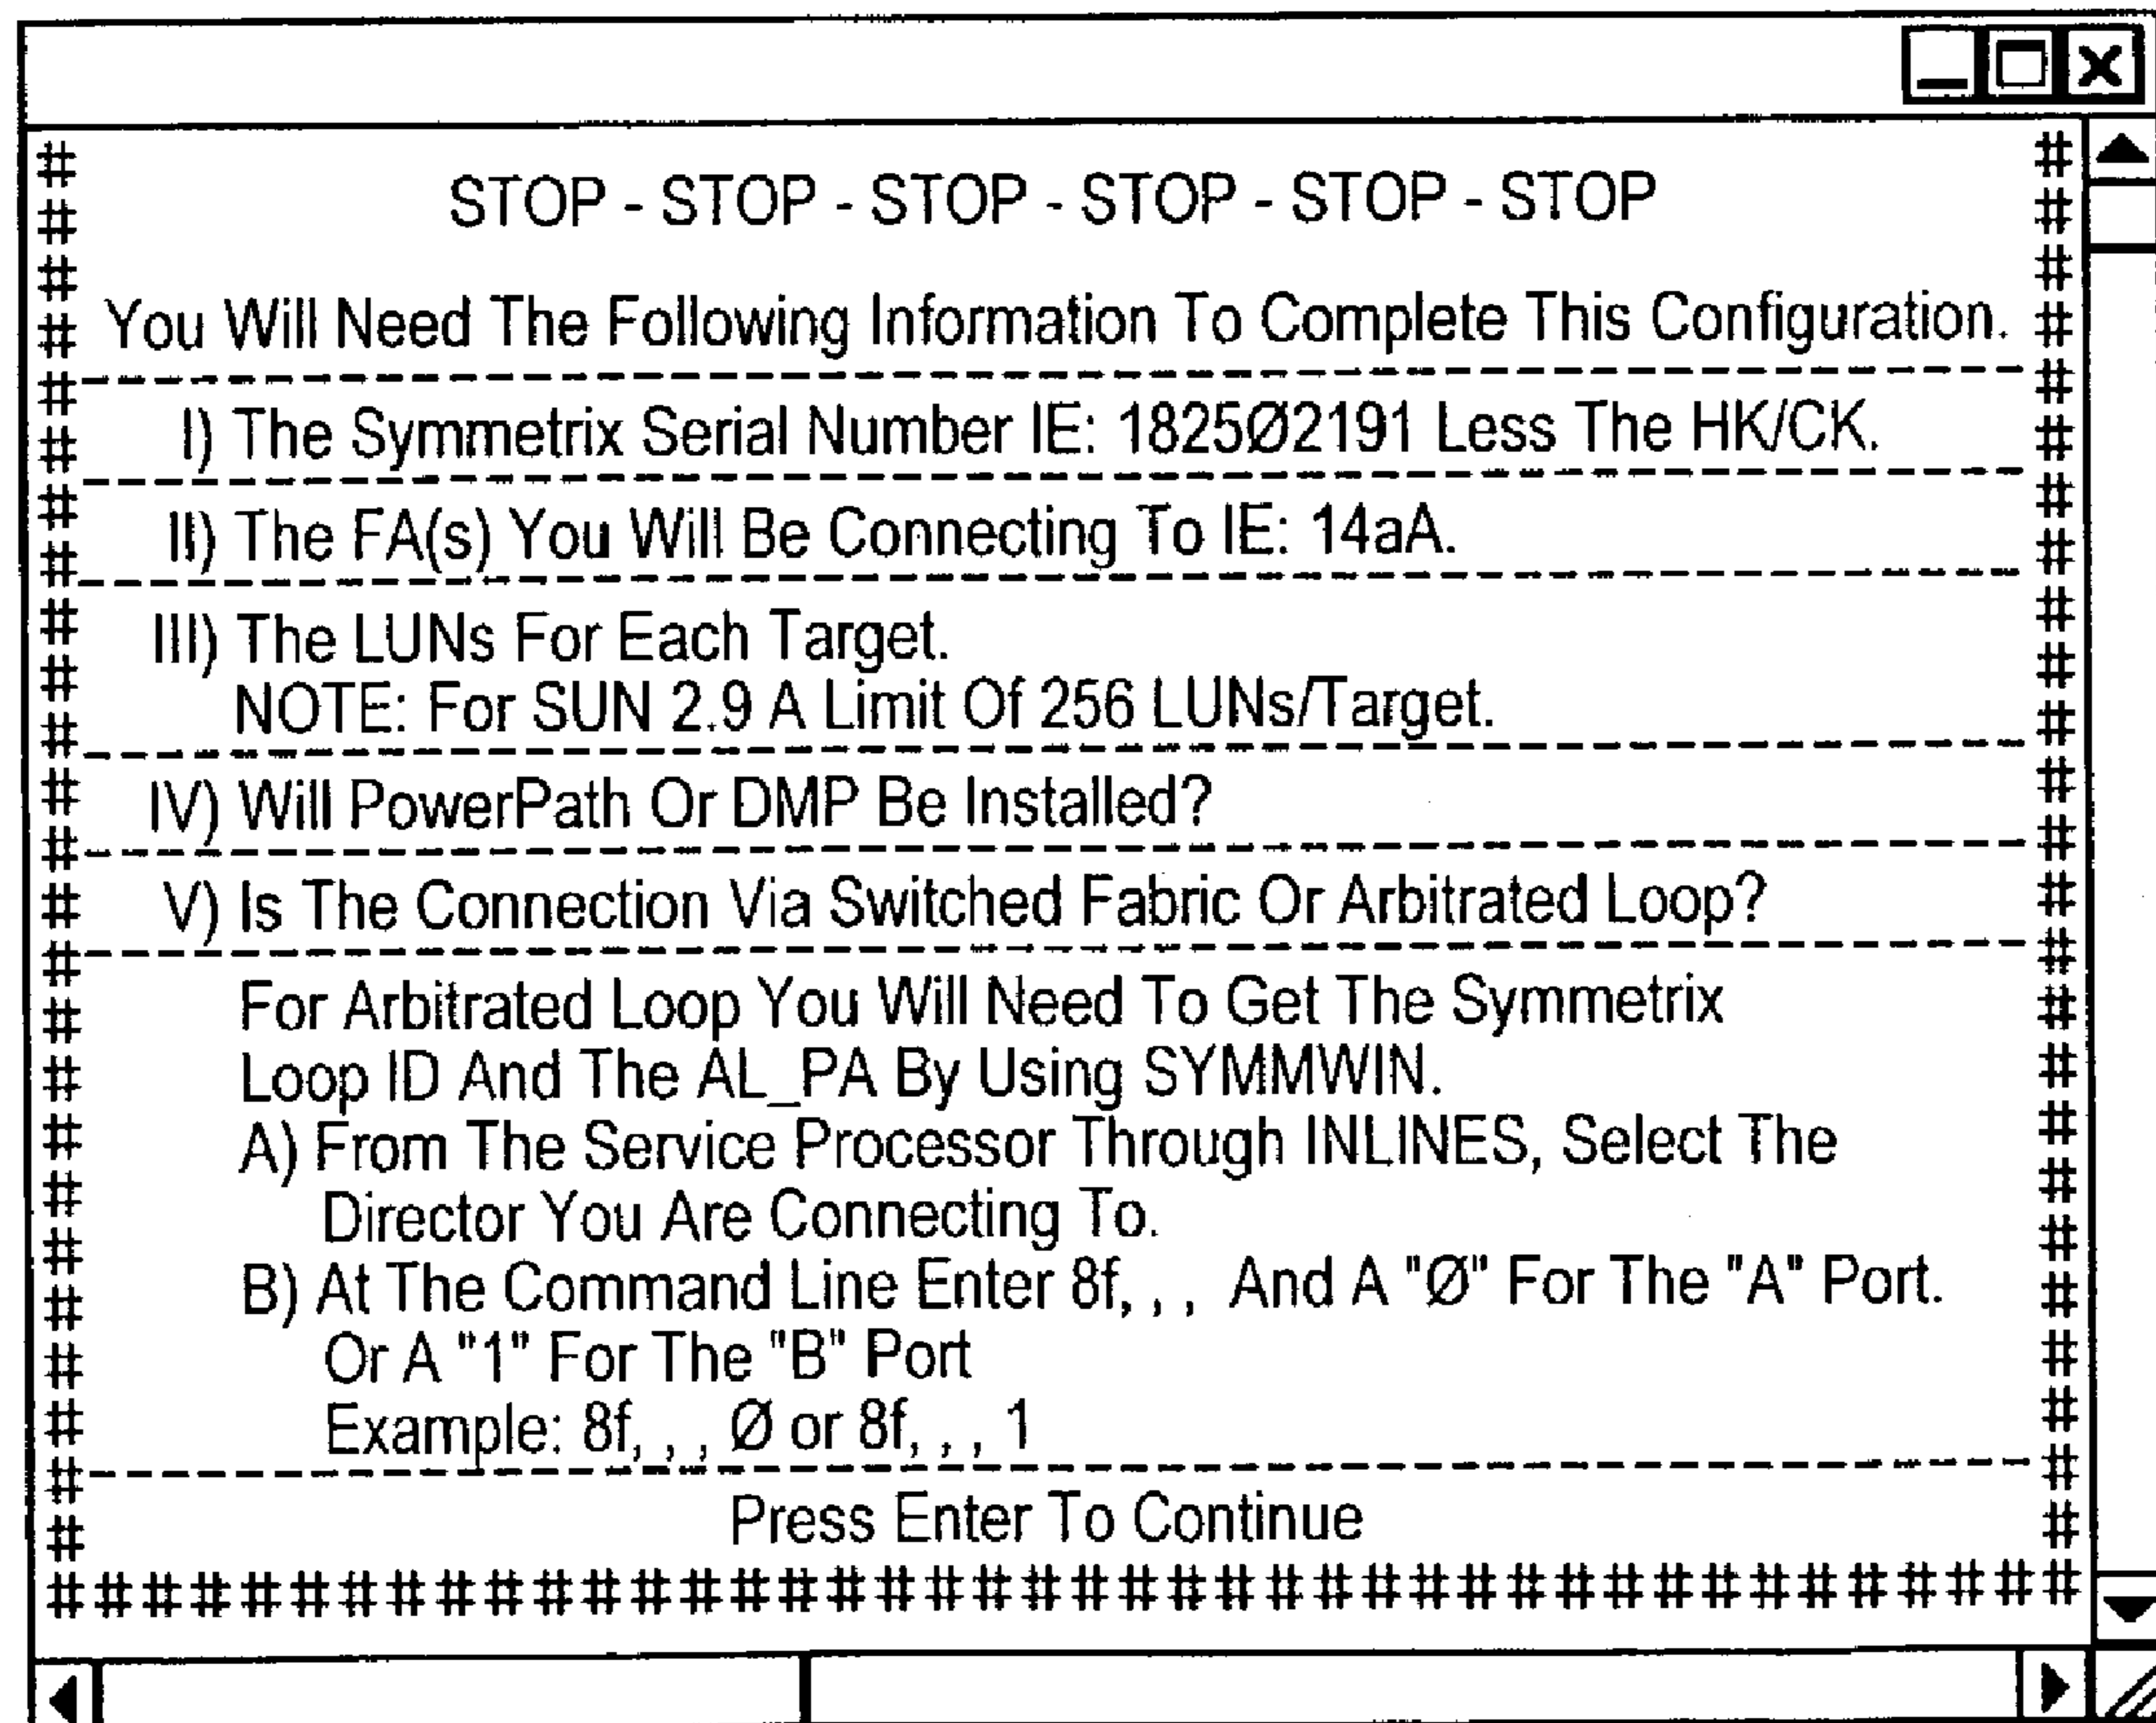 STOP - STOP - STOP - STOP - STOP - STOP
You Will Need The Following Information To Complete This Configuration.
I) The Symmetrix Serial Number IE: 1825Ø2191 Less The HK/CK.
II) The FA(s) You Will Be Connecting To IE: 14aA.
III) The LUNs For Each Target.
NOTE: For SUN 2.9 A Limit Of 256 LUNs/Target.
IV) Will PowerPath Or DMP Be Installed?
V) Is The Connection Via Switched Fabric Or Arbitrated Loop?
For Arbitrated Loop You Will Need To Get The Symmetrix
Loop ID And The AL_PA By Using SYMMWIN.
A) From The Service Processor Through INLINES, Select The
Director You Are Connecting To.
B) At The Command Line Enter 8f, , , And A "Ø" For The "A" Port.
Or A "1" For The "B" Port
Example: 8f, , , Ø or 8f, , , 1
Press Enter To Continue